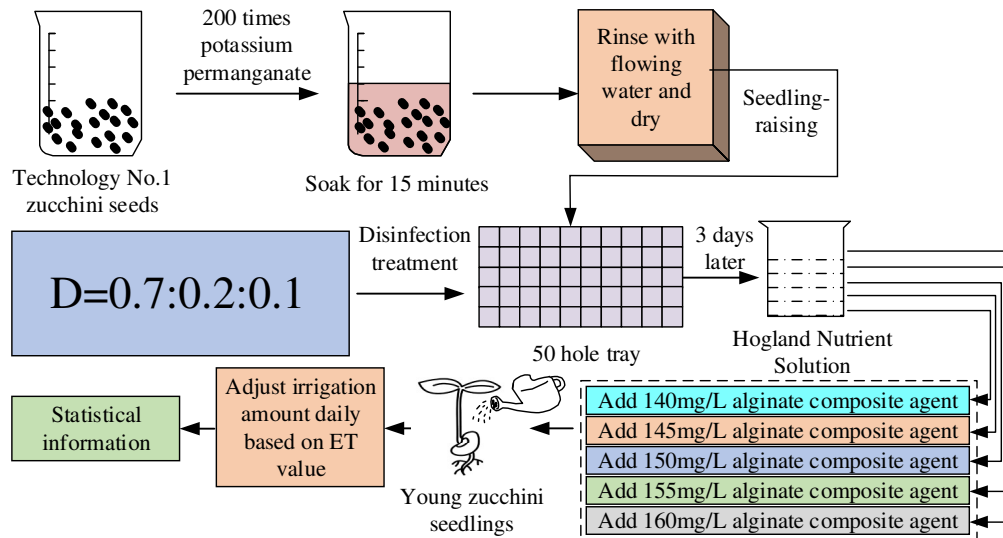 200 times
potassium
permanganate
Rinse with
flowing
water and
dry
Seedling-
raising
Technology No.1
zucchini seeds
Soak for 15 minutes
D=0.7:0.2:0.1
Disinfection
treatment
3 days
later
50 hole tray
Hogland Nutrient
Solution
Statistical
information
Adjust irrigation
amount daily
based on ET
value
Young zucchini
seedlings
Add 140mg/L alginate composite agent
Add 145mg/L alginate composite agent
Add 150mg/L alginate composite agent
Add 155mg/L alginate composite agent
Add 160mg/L alginate composite agent